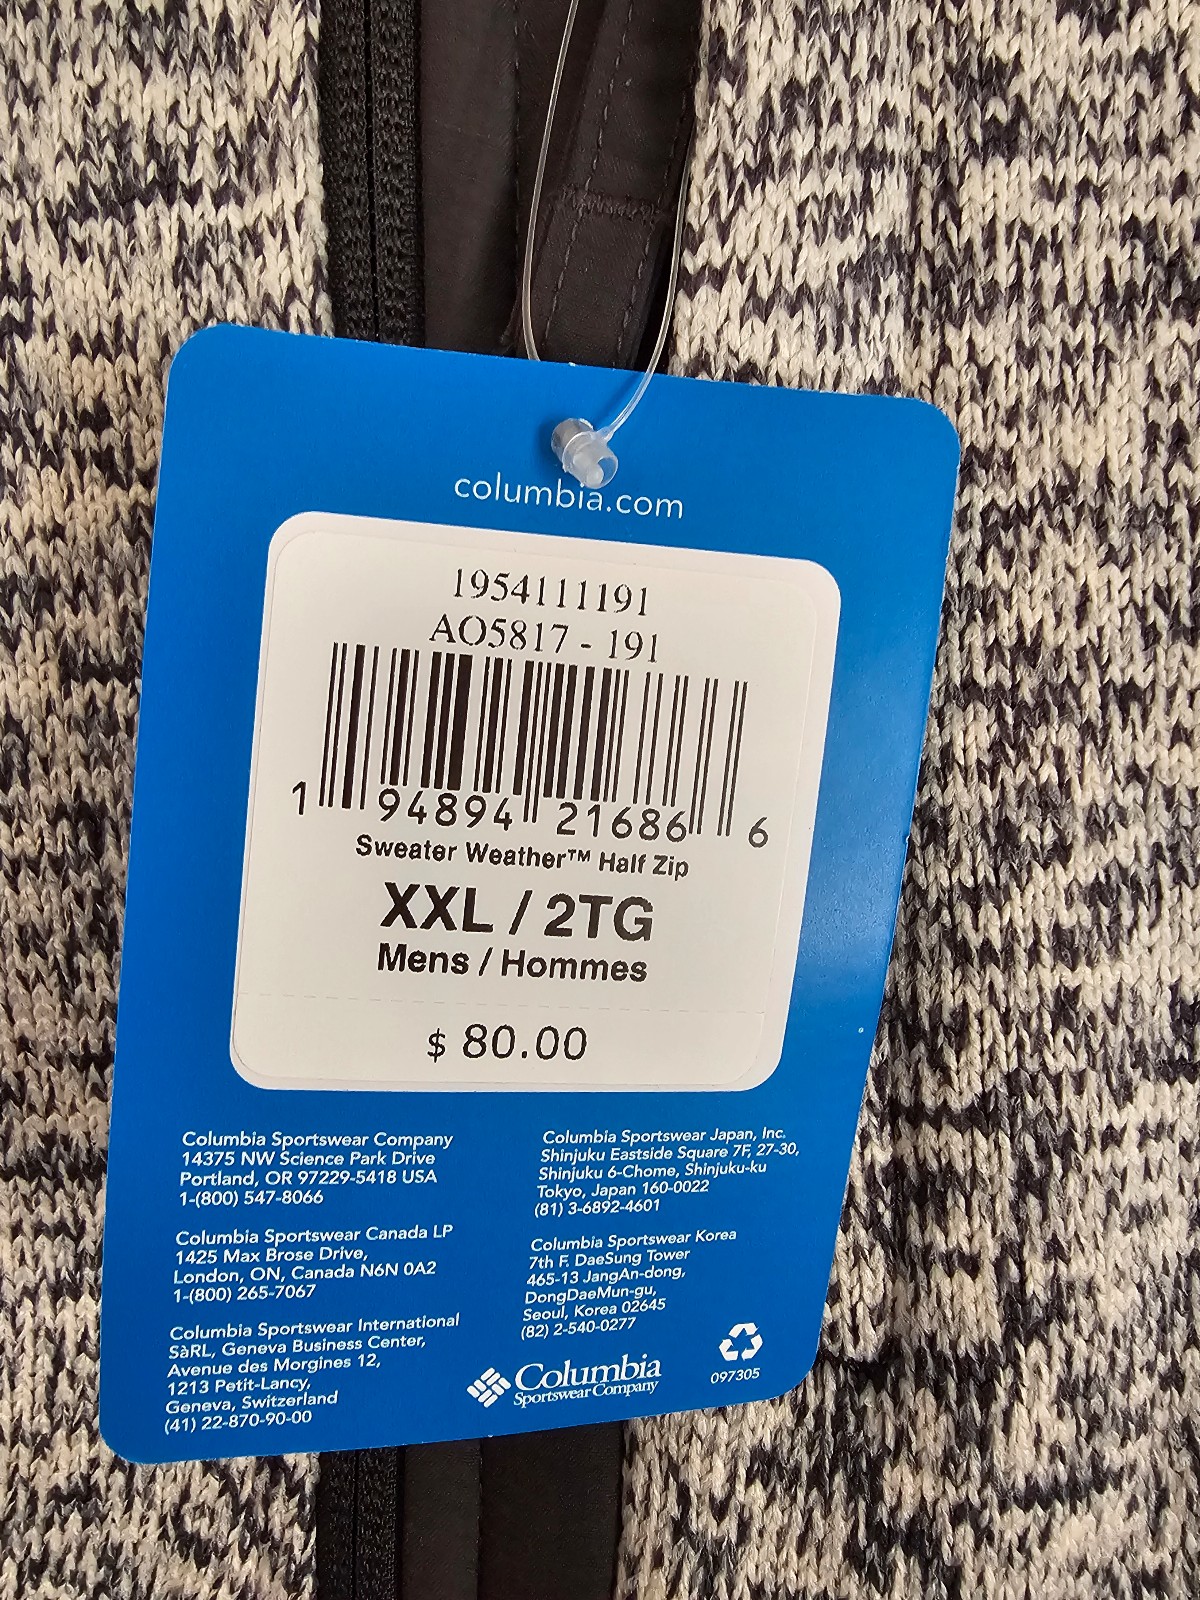 columbia.com
1954111191
AO5817 - 191
1 94894 21686 6
Sweater Weather™ Half Zip
XXL / 2TG
Mens / Hommes
$ 80.00
Columbia Sportswear Company
14375 NW Science Park Drive
Portland, OR 97229-5418 USA
1-(800) 547-8066
Columbia Sportswear Canada LP
1425 Max Brose Drive,
London, ON, Canada N6N 0A2
1-(800) 265-7067
Columbia Sportswear International
SàRL, Geneva Business Center,
Avenue des Morgines 12,
1213 Petit-Lancy,
Geneva, Switzerland
(41) 22-870-90-00
Columbia Sportswear Japan, Inc.
Shinjuku Eastside Square 7F, 27-30,
Shinjuku 6-Chome, Shinjuku-ku
Tokyo, Japan 160-0022
(81) 3-6892-4601
Columbia Sportswear Korea
7th F. DaeSung Tower
465-13 JangAn-dong,
DongDaeMun-gu,
Seoul, Korea 02645
(82) 2-540-0277
Columbia
Sportswear Company
097305